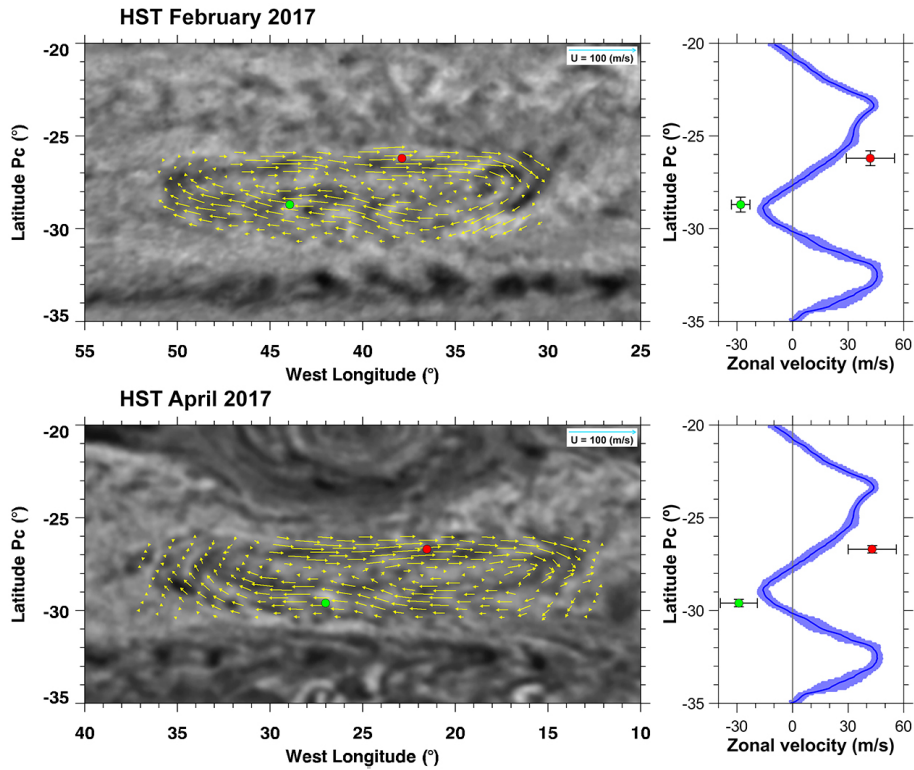 HST February 2017
U = 100 (m/s)
-20
-25
-30
-35
Latitude Pc (°)
55 50 45 40 35 30 25
West Longitude (°)
-20
-25
-30
-35
Latitude Pc (º)
-30 0 30 60
Zonal velocity (m/s)
HST April 2017
U = 100 (m/s)
-20
-25
-30
-35
Latitude Pc (°)
40 35 30 25 20 15 10
West Longitude (°)
-20
-25
-30
-35
Latitude Pc (º)
-30 0 30 60
Zonal velocity (m/s)